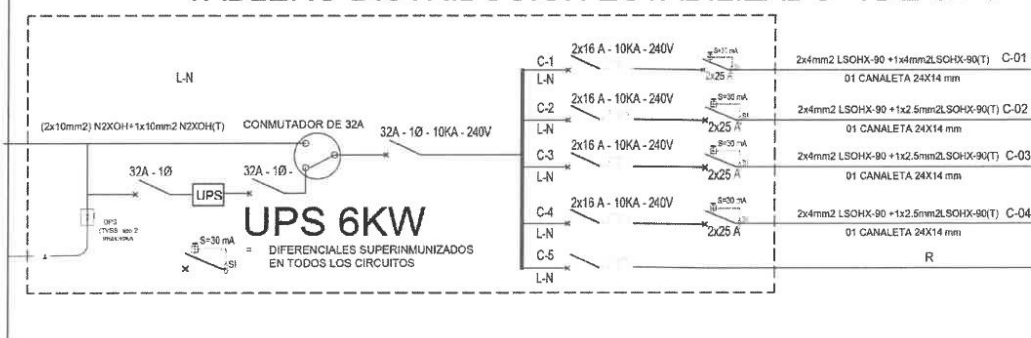 L-N
(2x10mm2) N2XOH+1x10mm2 N2XOH(T)
CONMUTADOR DE 32A
32A - 1Ø - 10KA - 240V
32A - 1Ø
UPS
32A - 1Ø -
UPS 6KW
S=30 mA
SI
= DIFERENCIALES SUPERINMUNIZADOS
EN TODOS LOS CIRCUITOS
C-1
L-N
2x16 A - 10KA - 240V
S=30 mA
2x25 A
2x4mm2 LSOHX-90 +1x4mm2LSOHX-90(T) C-01
01 CANALETA 24X14 mm
C-2
L-N
2x16 A - 10KA - 240V
S=30 mA
SI
2x25 A
2x4mm2 LSOHX-90 +1x2.5mm2LSOHX-90(T) C-02
01 CANALETA 24X14 mm
C-3
L-N
2x16 A - 10KA - 240V
S=30 mA
SI
2x25 A
2x4mm2 LSOHX-90 +1x2.5mm2LSOHX-90(T) C-03
01 CANALETA 24X14 mm
C-4
L-N
2x16 A - 10KA - 240V
S=30 mA
2x25 A
2x4mm2 LSOHX-90 +1x2.5mm2LSOHX-90(T) C-04
01 CANALETA 24X14 mm
C-5
L-N
R